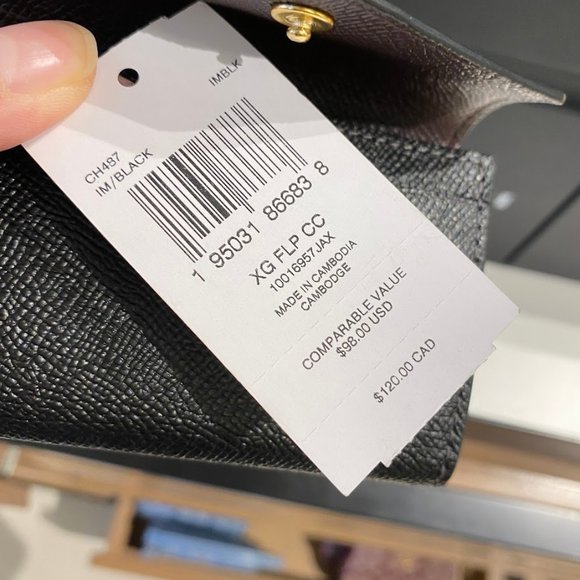 CH487 IMBLK
IM/BLACK
1 95031 86683 8
XG FLP CC
10016957JAX
MADE IN CAMBODIA
CAMBODGE
COMPARABLE VALUE
$98.00 USD
$120.00 CAD